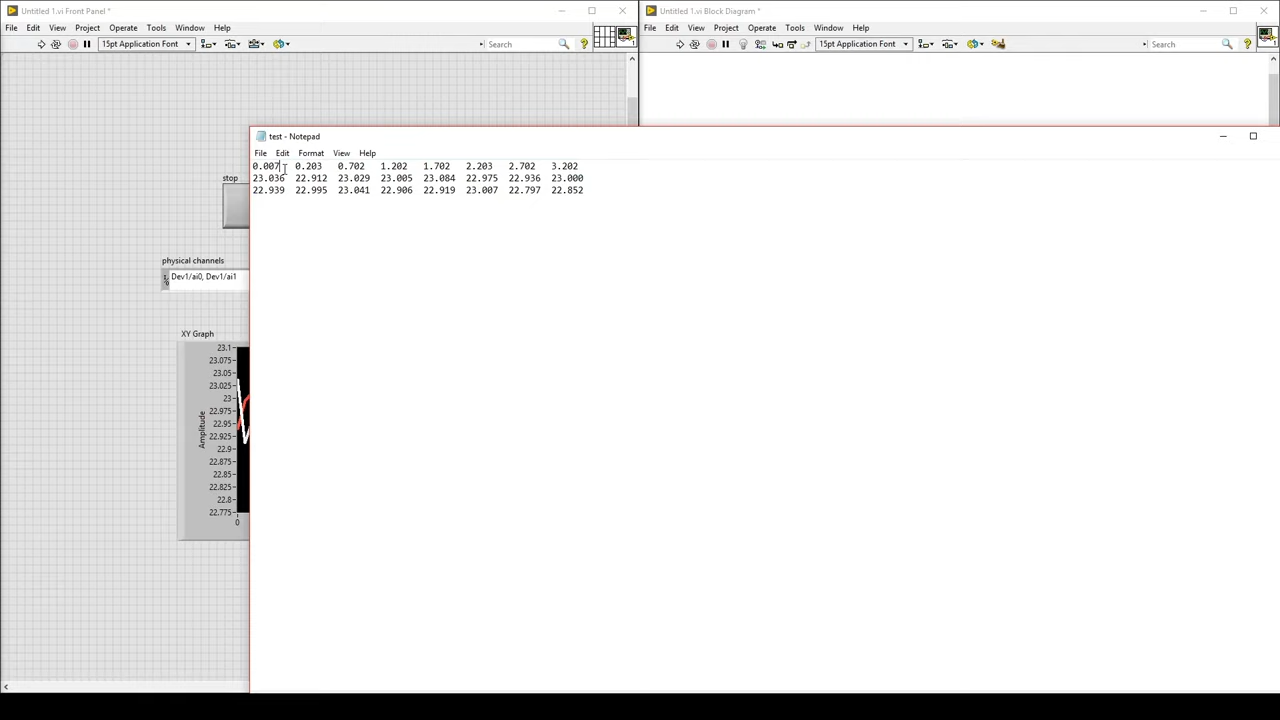 Untitled 1.vi Front Panel *
File Edit View Project Operate Tools Window Help
15pt Application Font
Search
?
1
Untitled 1.vi Block Diagram *
File Edit View Project Operate Tools Window Help
15pt Application Font
Search
?
1
test - Notepad
File Edit Format View Help
0.007 0.203 0.702 1.202 1.702 2.203 2.702 3.202
23.036 22.912 23.029 23.005 23.084 22.975 22.936 23.000
22.939 22.995 23.041 22.906 22.919 23.007 22.797 22.852
stop
physical channels
Dev1/ai0, Dev1/ai1
XY Graph
Amplitude
23.1
23.075
23.05
23.025
23
22.975
22.95
22.925
22.9
22.875
22.85
22.825
22.8
22.775
0